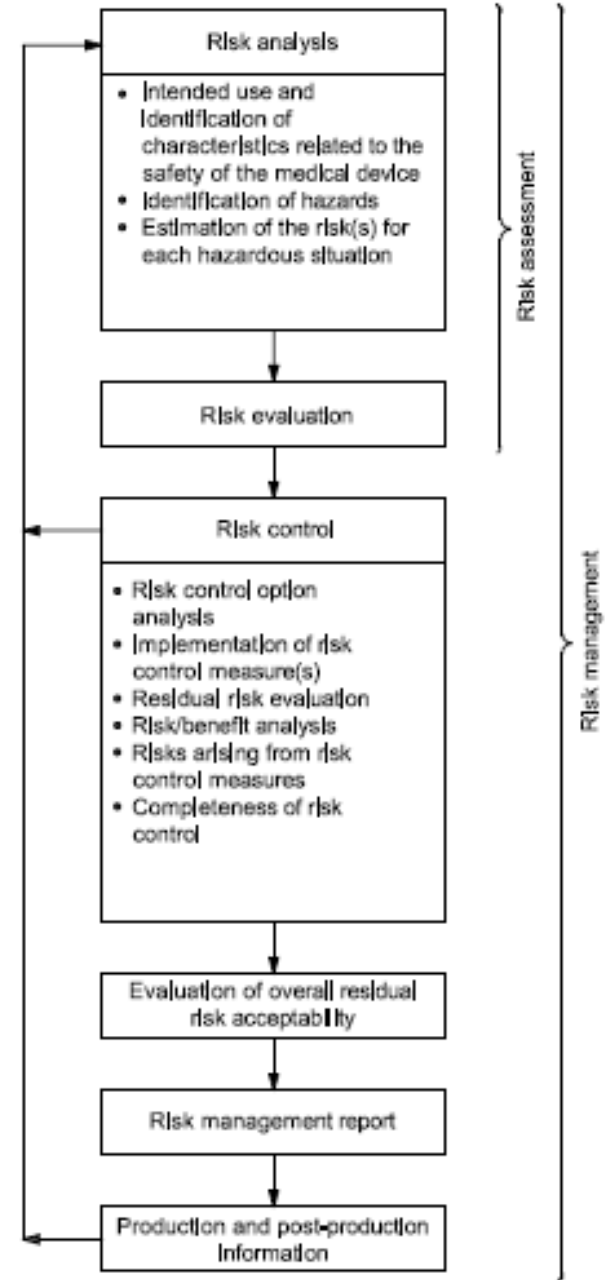 Risk analysis
• Intended use and
identification of
characteristics related to the
safety of the medical device
• Identification of hazards
• Estimation of the risk(s) for
each hazardous situation
Risk assessment
Risk evaluation
Risk control
• Risk control option
analysis
• Implementation of risk
control measure(s)
• Residual risk evaluation
• Risk/benefit analysis
• Risks arising from risk
control measures
• Completeness of risk
control
Risk management
Evaluation of overall residual
risk acceptability
Risk management report
Production and post-production
information